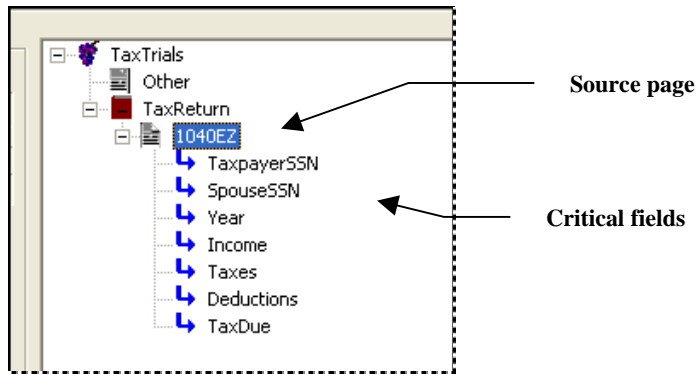 TaxTrials
Other
Source page
TaxReturn
1040EZ
TaxpayerSSN
SpouseSSN
Critical fields
Year
Income
Taxes
Deductions
TaxDue